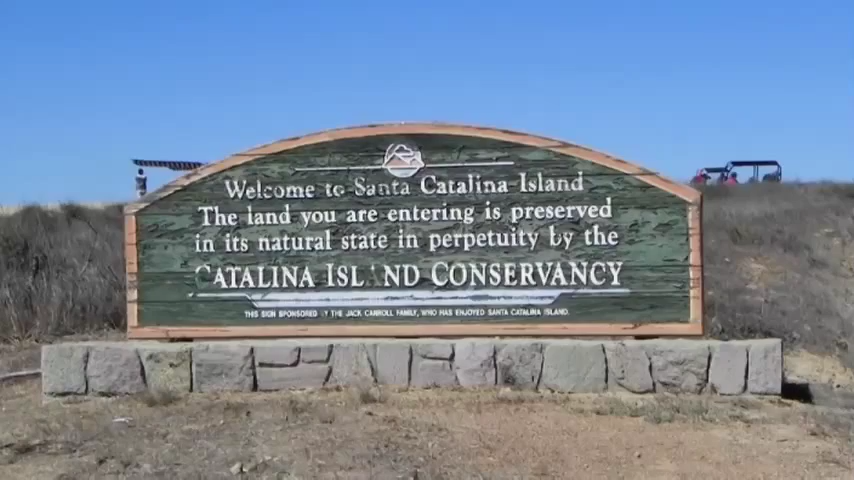 Welcome to Santa Catalina Island
The land you are entering is preserved
in its natural state in perpetuity by the
CATALINA ISLAND CONSERVANCY
THIS SIGN SPONSORED BY THE JACK CARROLL FAMILY, WHO HAS ENJOYED SANTA CATALINA ISLAND.